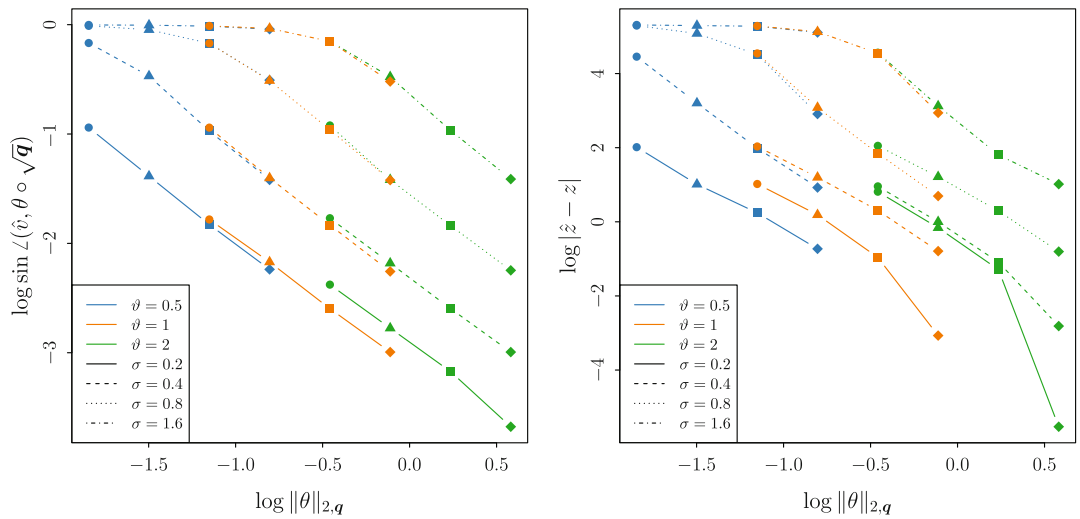 0
−1
−2
−3
log sin ∠(v̂, θ ∘ √q)
ϑ = 0.5
ϑ = 1
ϑ = 2
σ = 0.2
σ = 0.4
σ = 0.8
σ = 1.6
−1.5 −1.0 −0.5 0.0 0.5
log ‖θ‖2,q
4
2
0
−2
−4
log |ẑ − z|
ϑ = 0.5
ϑ = 1
ϑ = 2
σ = 0.2
σ = 0.4
σ = 0.8
σ = 1.6
−1.5 −1.0 −0.5 0.0 0.5
log ‖θ‖2,q